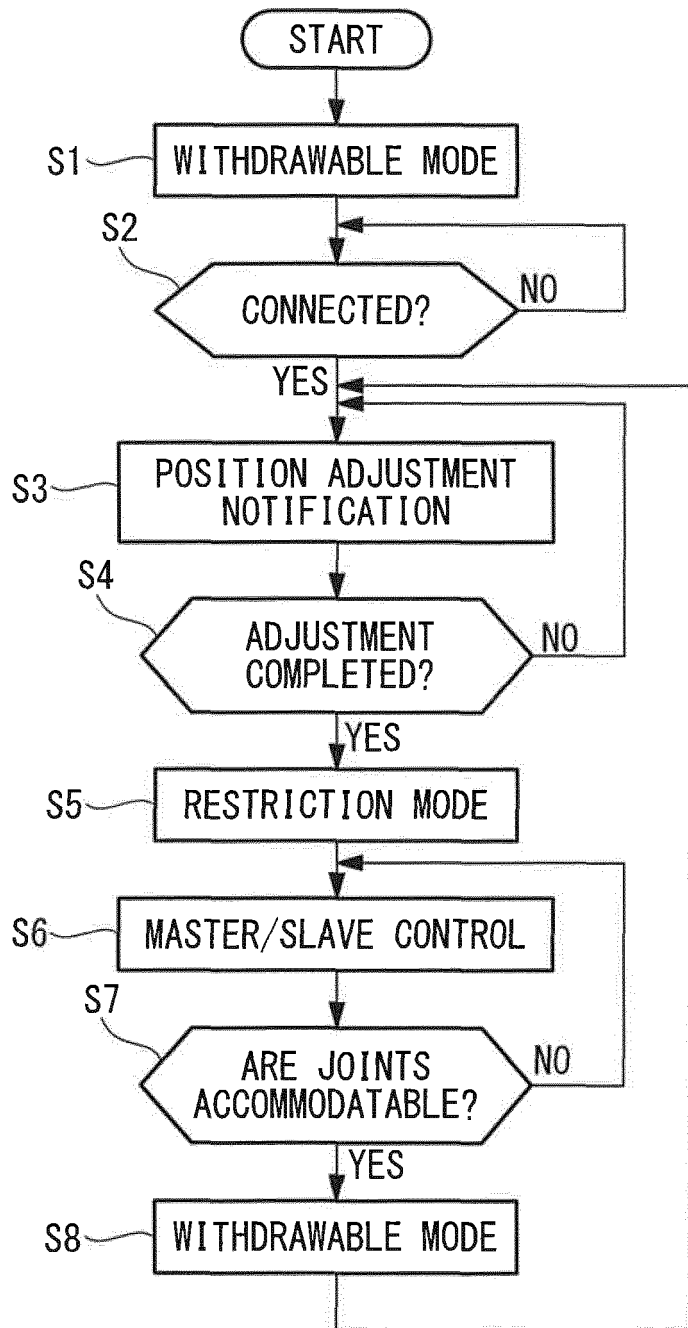 START
S1
WITHDRAWABLE MODE
S2
CONNECTED?
NO
YES
S3
POSITION ADJUSTMENT
NOTIFICATION
S4
ADJUSTMENT
COMPLETED?
NO
YES
S5
RESTRICTION MODE
S6
MASTER/SLAVE CONTROL
S7
ARE JOINTS
ACCOMMODATABLE?
NO
YES
S8
WITHDRAWABLE MODE